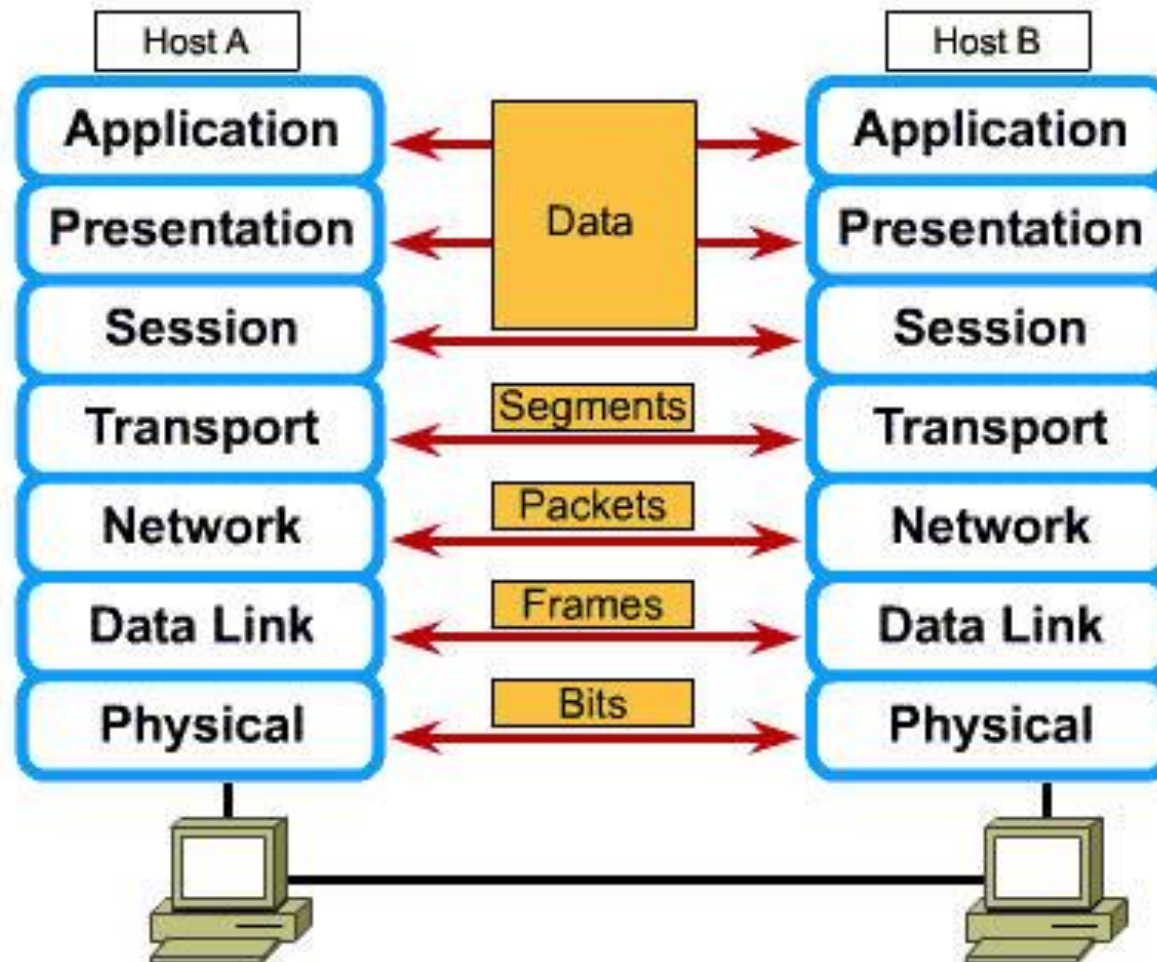 Host A
Host B
Application
Application
Presentation
Data
Presentation
Session
Session
Segments
Transport
Transport
Packets
Network
Network
Frames
Data Link
Data Link
Bits
Physical
Physical